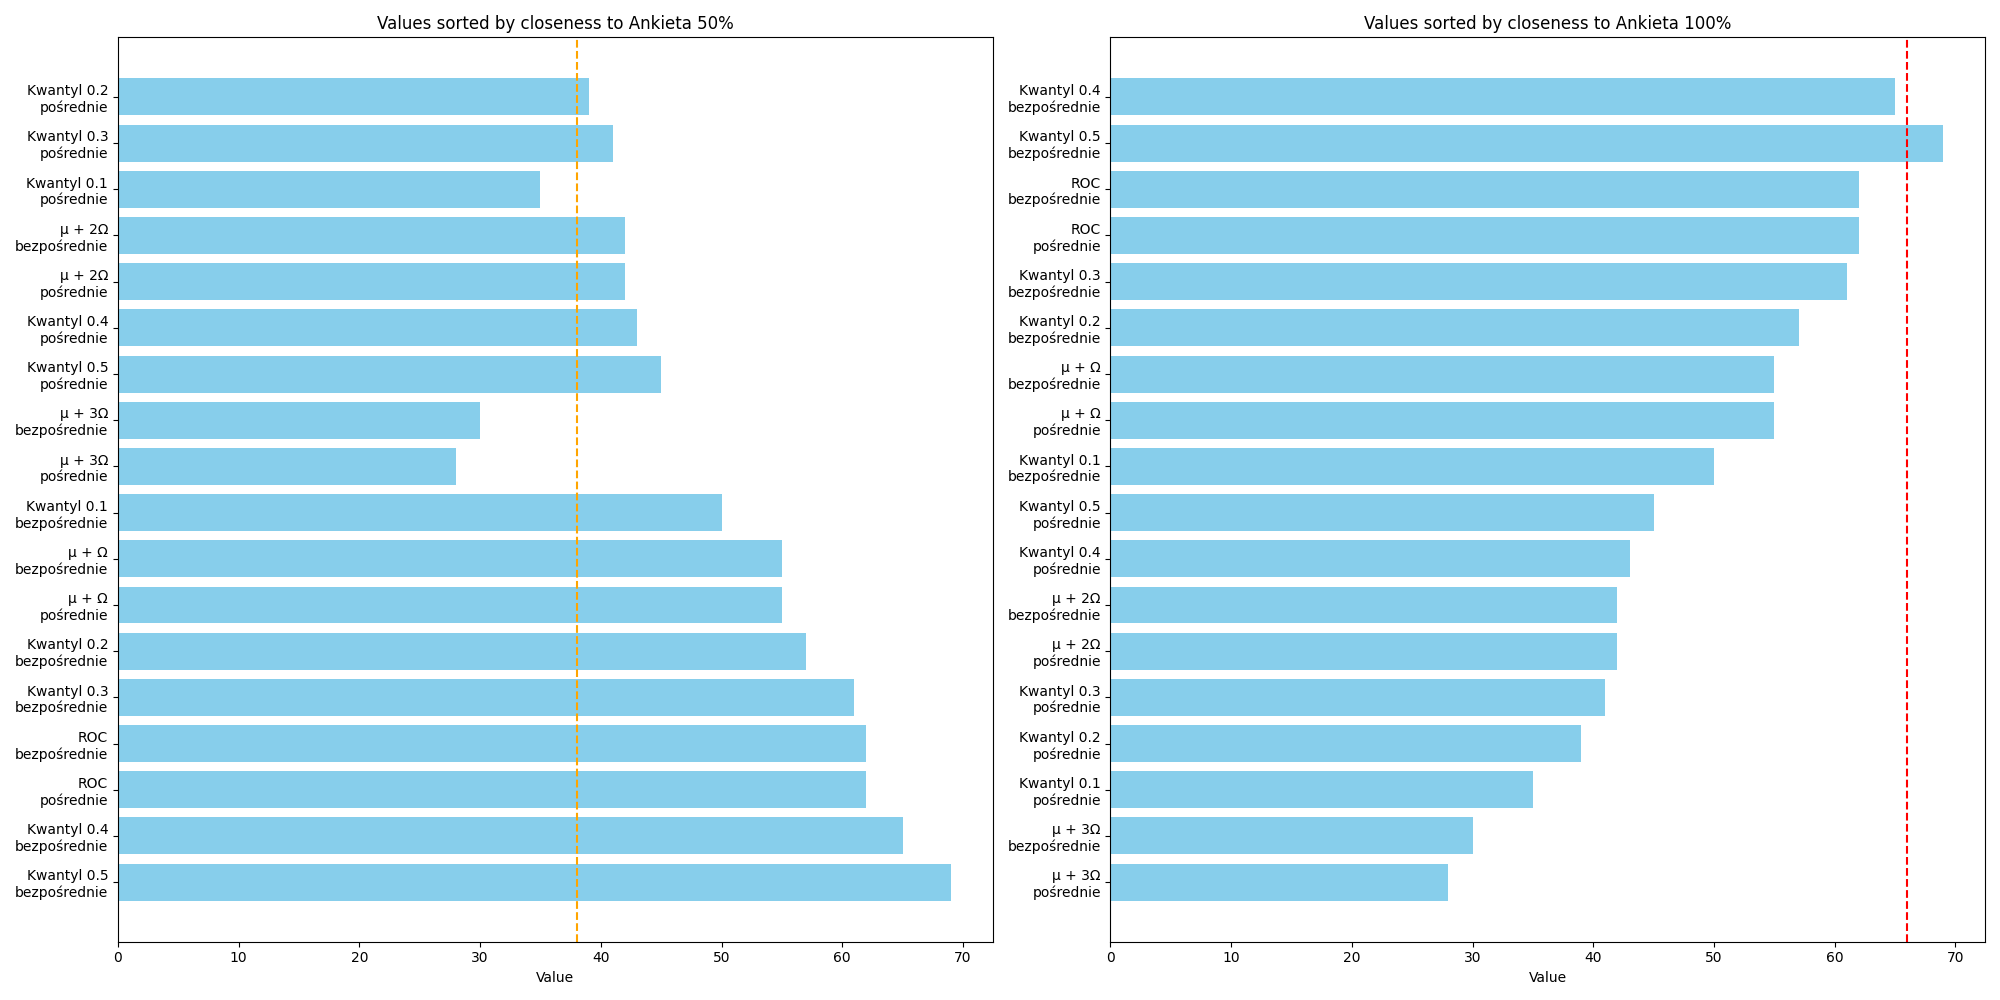 Values sorted by closeness to Ankieta 50%
Kwantyl 0.2
pośrednie
Kwantyl 0.3
pośrednie
Kwantyl 0.1
pośrednie
μ + 2Ω
bezpośrednie
μ + 2Ω
pośrednie
Kwantyl 0.4
pośrednie
Kwantyl 0.5
pośrednie
μ + 3Ω
bezpośrednie
μ + 3Ω
pośrednie
Kwantyl 0.1
bezpośrednie
μ + Ω
bezpośrednie
μ + Ω
pośrednie
Kwantyl 0.2
bezpośrednie
Kwantyl 0.3
bezpośrednie
ROC
bezpośrednie
ROC
pośrednie
Kwantyl 0.4
bezpośrednie
Kwantyl 0.5
bezpośrednie
0 10 20 30 40 50 60 70
Value
Values sorted by closeness to Ankieta 100%
Kwantyl 0.4
bezpośrednie
Kwantyl 0.5
bezpośrednie
ROC
bezpośrednie
ROC
pośrednie
Kwantyl 0.3
bezpośrednie
Kwantyl 0.2
bezpośrednie
μ + Ω
bezpośrednie
μ + Ω
pośrednie
Kwantyl 0.1
bezpośrednie
Kwantyl 0.5
pośrednie
Kwantyl 0.4
pośrednie
μ + 2Ω
bezpośrednie
μ + 2Ω
pośrednie
Kwantyl 0.3
pośrednie
Kwantyl 0.2
pośrednie
Kwantyl 0.1
pośrednie
μ + 3Ω
bezpośrednie
μ + 3Ω
pośrednie
0 10 20 30 40 50 60 70
Value